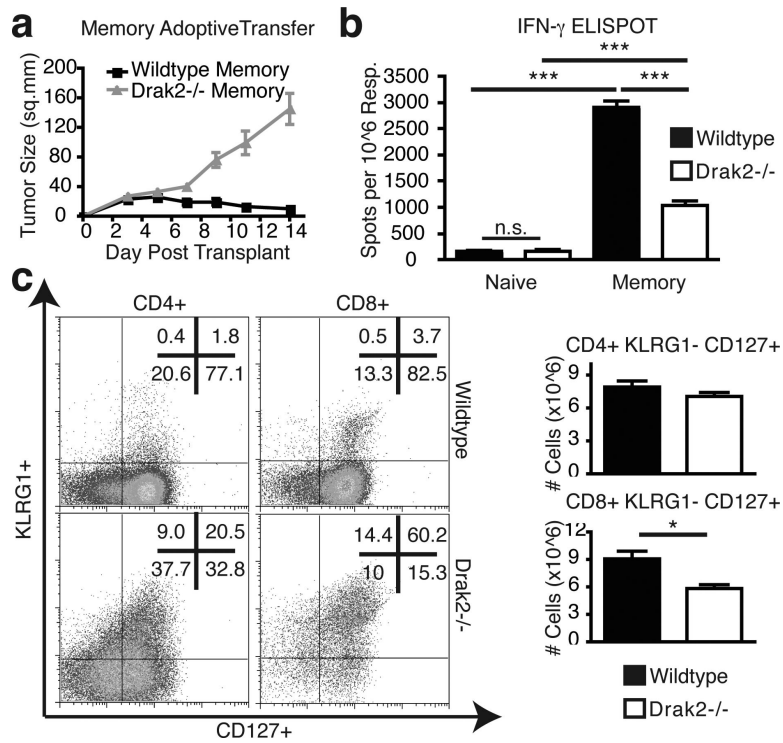 a
Memory AdoptiveTransfer
Tumor Size (sq.mm)
200
160
120
80
40
0
Wildtype Memory
Drak2-/- Memory
0 2 4 6 8 10 12 14
Day Post Transplant
b
IFN-γ ELISPOT
Spots per 10^6 Resp.
3500
3000
2500
2000
1500
1000
500
0
***
*** ***
n.s.
Naive Memory
Wildtype
Drak2-/-
c
CD4+ CD8+
KLRG1+
0.4 1.8
20.6 77.1
0.5 3.7
13.3 82.5
Wildtype
9.0 20.5
37.7 32.8
14.4 60.2
10 15.3
Drak2-/-
CD127+
CD4+ KLRG1- CD127+
# Cells (x10^6)
9
6
3
0
CD8+ KLRG1- CD127+
# Cells (x10^6)
12
9
6
3
0
*
Wildtype
Drak2-/-